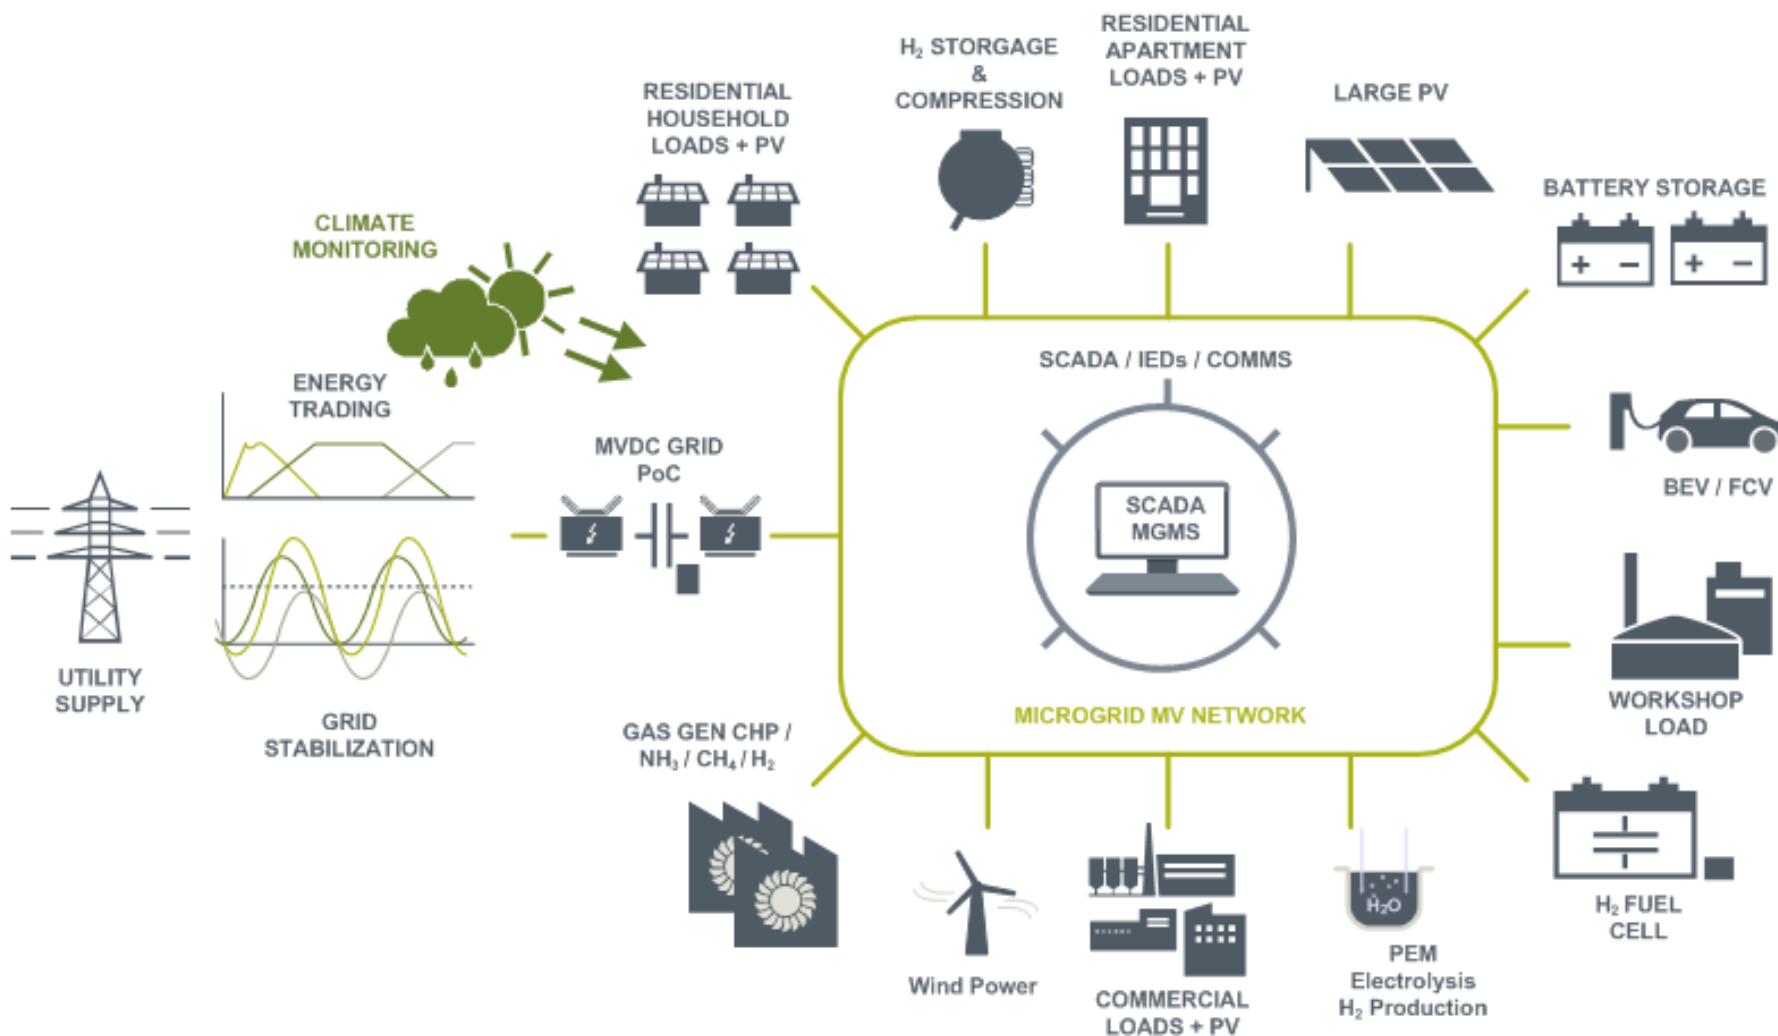 H₂ STORGAGE
&
COMPRESSION
RESIDENTIAL
APARTMENT
LOADS + PV
LARGE PV
RESIDENTIAL
HOUSEHOLD
LOADS + PV
BATTERY STORAGE
+ −
+ −
CLIMATE
MONITORING
ENERGY
TRADING
SCADA / IEDs / COMMS
MVDC GRID
PoC
SCADA
MGMS
BEV / FCV
UTILITY
SUPPLY
GRID
STABILIZATION
WORKSHOP
LOAD
MICROGRID MV NETWORK
GAS GEN CHP /
NH₃ / CH₄ / H₂
H₂O
H₂ FUEL
CELL
Wind Power
COMMERCIAL
LOADS + PV
PEM
Electrolysis
H₂ Production